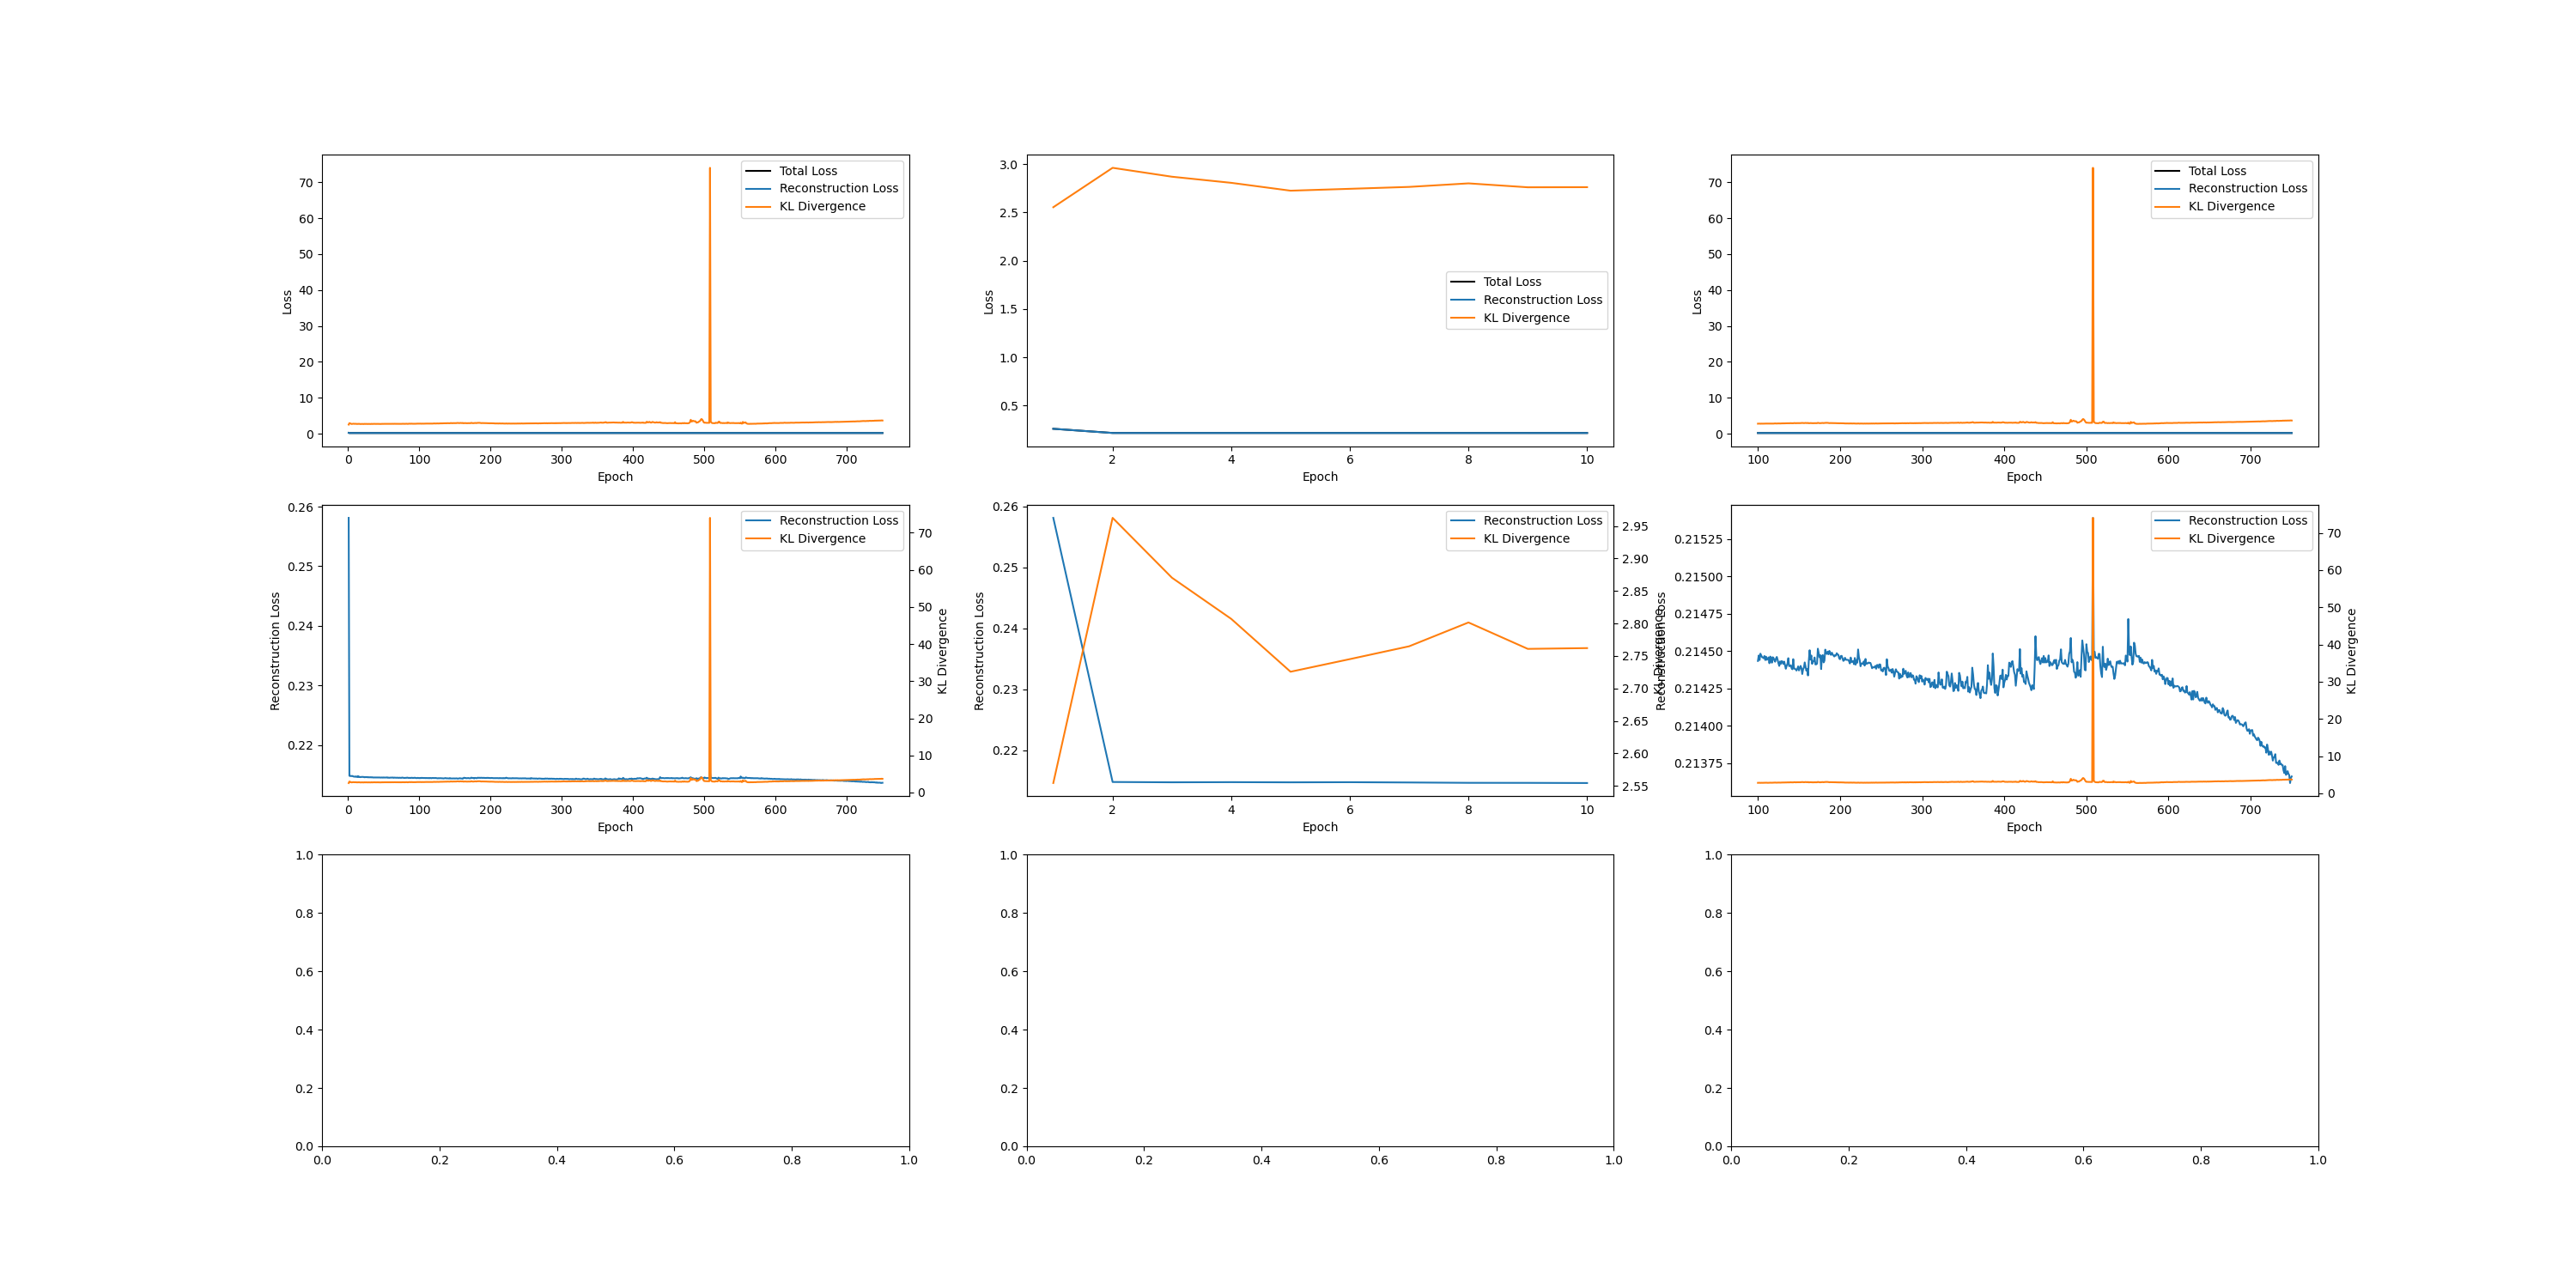 70
60
50
40
30
20
10
0
Loss
Total Loss
Reconstruction Loss
KL Divergence
0 100 200 300 400 500 600 700
Epoch
3.0
2.5
2.0
1.5
1.0
0.5
Loss
Total Loss
Reconstruction Loss
KL Divergence
2 4 6 8 10
Epoch
70
60
50
40
30
20
10
0
Loss
Total Loss
Reconstruction Loss
KL Divergence
100 200 300 400 500 600 700
Epoch
0.26
0.25
0.24
0.23
0.22
Reconstruction Loss
Reconstruction Loss
KL Divergence
70
60
50
40
30
20
10
0
KL Divergence
0 100 200 300 400 500 600 700
Epoch
0.26
0.25
0.24
0.23
0.22
Reconstruction Loss
Reconstruction Loss
KL Divergence
2.95
2.90
2.85
2.80
2.75
2.70
2.65
2.60
2.55
KL Divergence
2 4 6 8 10
Epoch
0.21525
0.21500
0.21475
0.21450
0.21425
0.21400
0.21375
Reconstruction Loss
Reconstruction Loss
KL Divergence
70
60
50
40
30
20
10
0
KL Divergence
100 200 300 400 500 600 700
Epoch
1.0
0.8
0.6
0.4
0.2
0.0
0.0 0.2 0.4 0.6 0.8 1.0
1.0
0.8
0.6
0.4
0.2
0.0
0.0 0.2 0.4 0.6 0.8 1.0
1.0
0.8
0.6
0.4
0.2
0.0
0.0 0.2 0.4 0.6 0.8 1.0